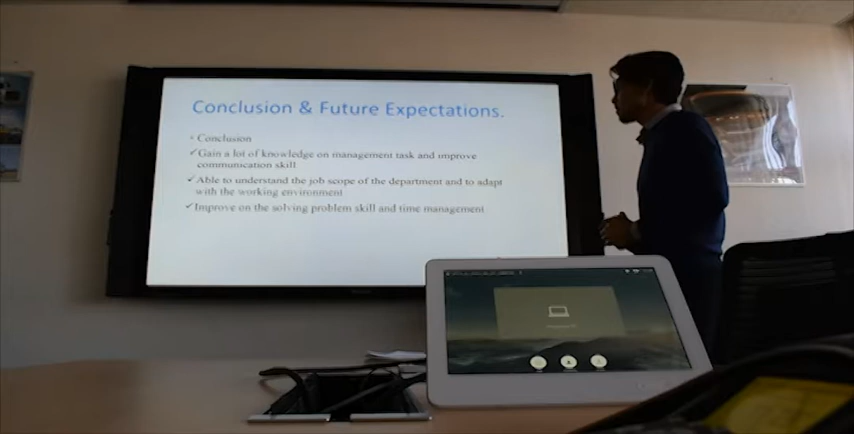 Conclusion & Future Expectations.
• Conclusion
✓Gain a lot of knowledge on management task and improve
communication skill
✓Able to understand the job scope of the department and to adapt
with the working environment
✓Improve on the solving problem skill and time management